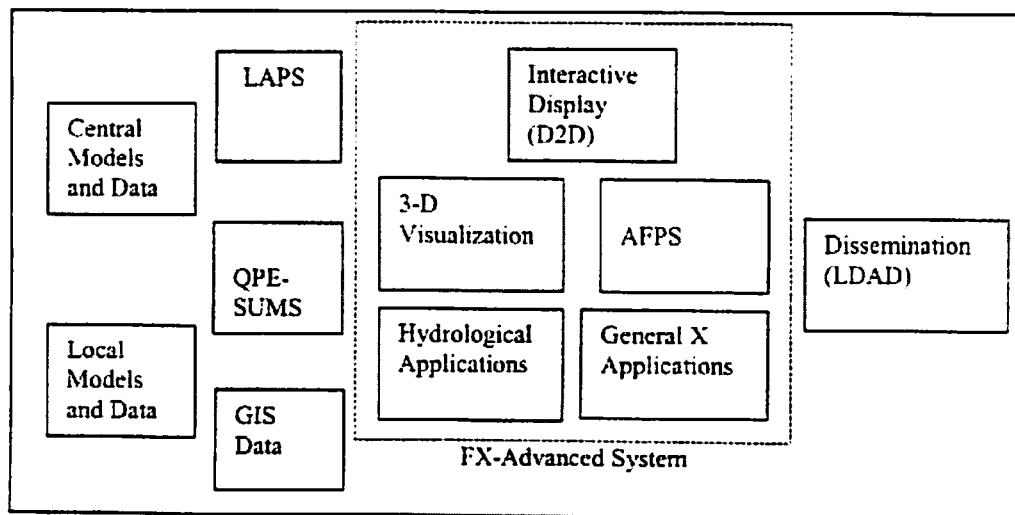 Central
Models
and Data
Local
Models
and Data
LAPS
QPE-
SUMS
GIS
Data
Interactive
Display
(D2D)
3-D
Visualization
AFPS
Hydrological
Applications
General X
Applications
FX-Advanced System
Dissemination
(LDAD)